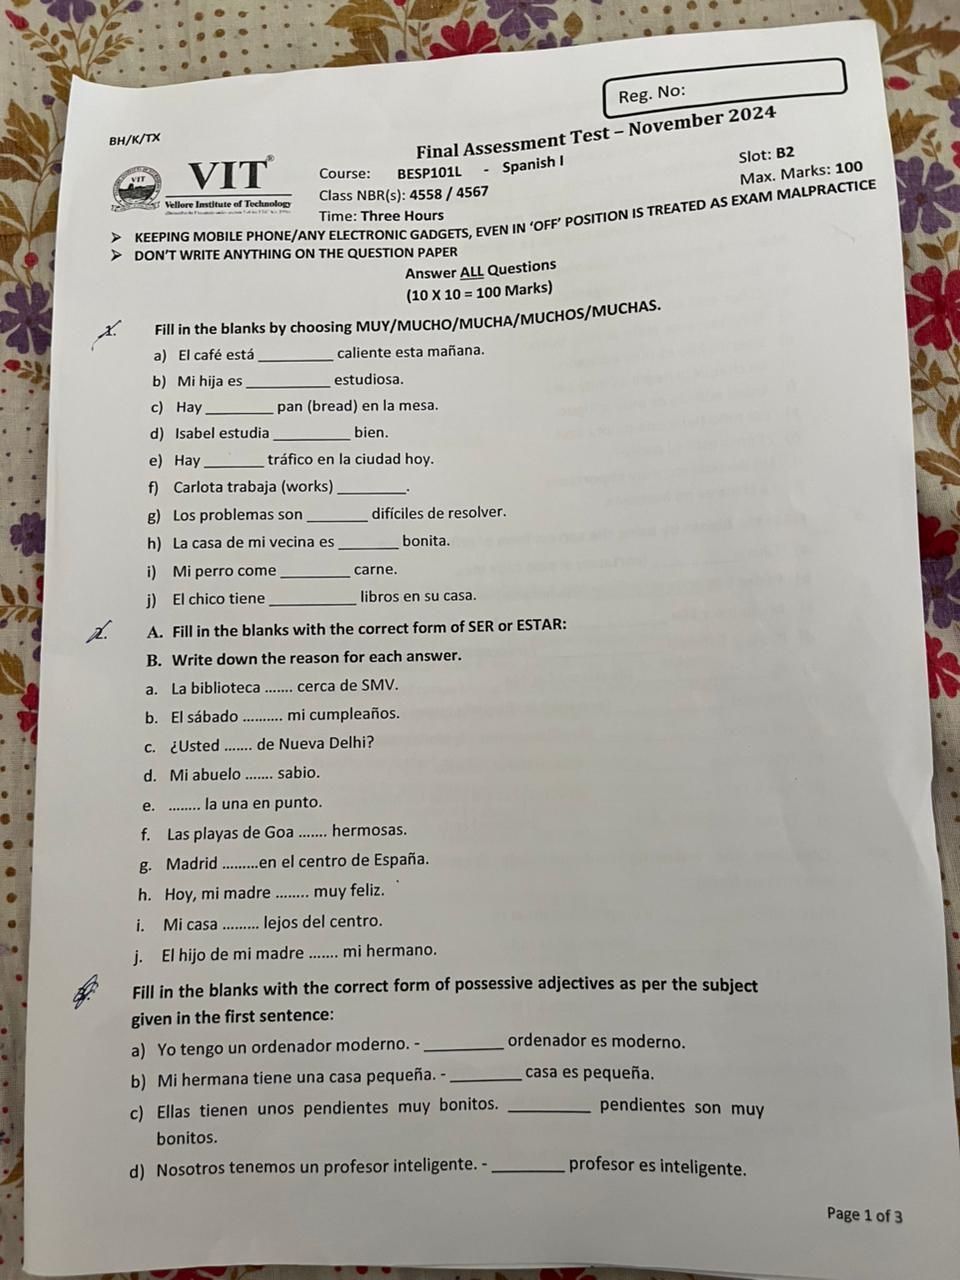 Reg. No:
BH/K/TX
Final Assessment Test – November 2024
VIT®
VIT
Vellore Institute of Technology
Course: BESP101L - Spanish I
Slot: B2
Class NBR(s): 4558 / 4567
Max. Marks: 100
Time: Three Hours
➤ KEEPING MOBILE PHONE/ANY ELECTRONIC GADGETS, EVEN IN ‘OFF’ POSITION IS TREATED AS EXAM MALPRACTICE
➤ DON’T WRITE ANYTHING ON THE QUESTION PAPER
Answer ALL Questions
(10 X 10 = 100 Marks)
1. Fill in the blanks by choosing MUY/MUCHO/MUCHA/MUCHOS/MUCHAS.
a) El café está _________ caliente esta mañana.
b) Mi hija es __________ estudiosa.
c) Hay ________ pan (bread) en la mesa.
d) Isabel estudia _________ bien.
e) Hay _______ tráfico en la ciudad hoy.
f) Carlota trabaja (works) ________.
g) Los problemas son _______ difíciles de resolver.
h) La casa de mi vecina es _______ bonita.
i) Mi perro come ________ carne.
j) El chico tiene __________ libros en su casa.
2. A. Fill in the blanks with the correct form of SER or ESTAR:
B. Write down the reason for each answer.
a. La biblioteca ....... cerca de SMV.
b. El sábado .......... mi cumpleaños.
c. ¿Usted ....... de Nueva Delhi?
d. Mi abuelo ....... sabio.
e. ........ la una en punto.
f. Las playas de Goa ....... hermosas.
g. Madrid .........en el centro de España.
h. Hoy, mi madre ........ muy feliz.
i. Mi casa ......... lejos del centro.
j. El hijo de mi madre ....... mi hermano.
Fill in the blanks with the correct form of possessive adjectives as per the subject
given in the first sentence:
a) Yo tengo un ordenador moderno. - _________ ordenador es moderno.
b) Mi hermana tiene una casa pequeña. - ________ casa es pequeña.
c) Ellas tienen unos pendientes muy bonitos. _________ pendientes son muy
bonitos.
d) Nosotros tenemos un profesor inteligente. - ________ profesor es inteligente.
Page 1 of 3